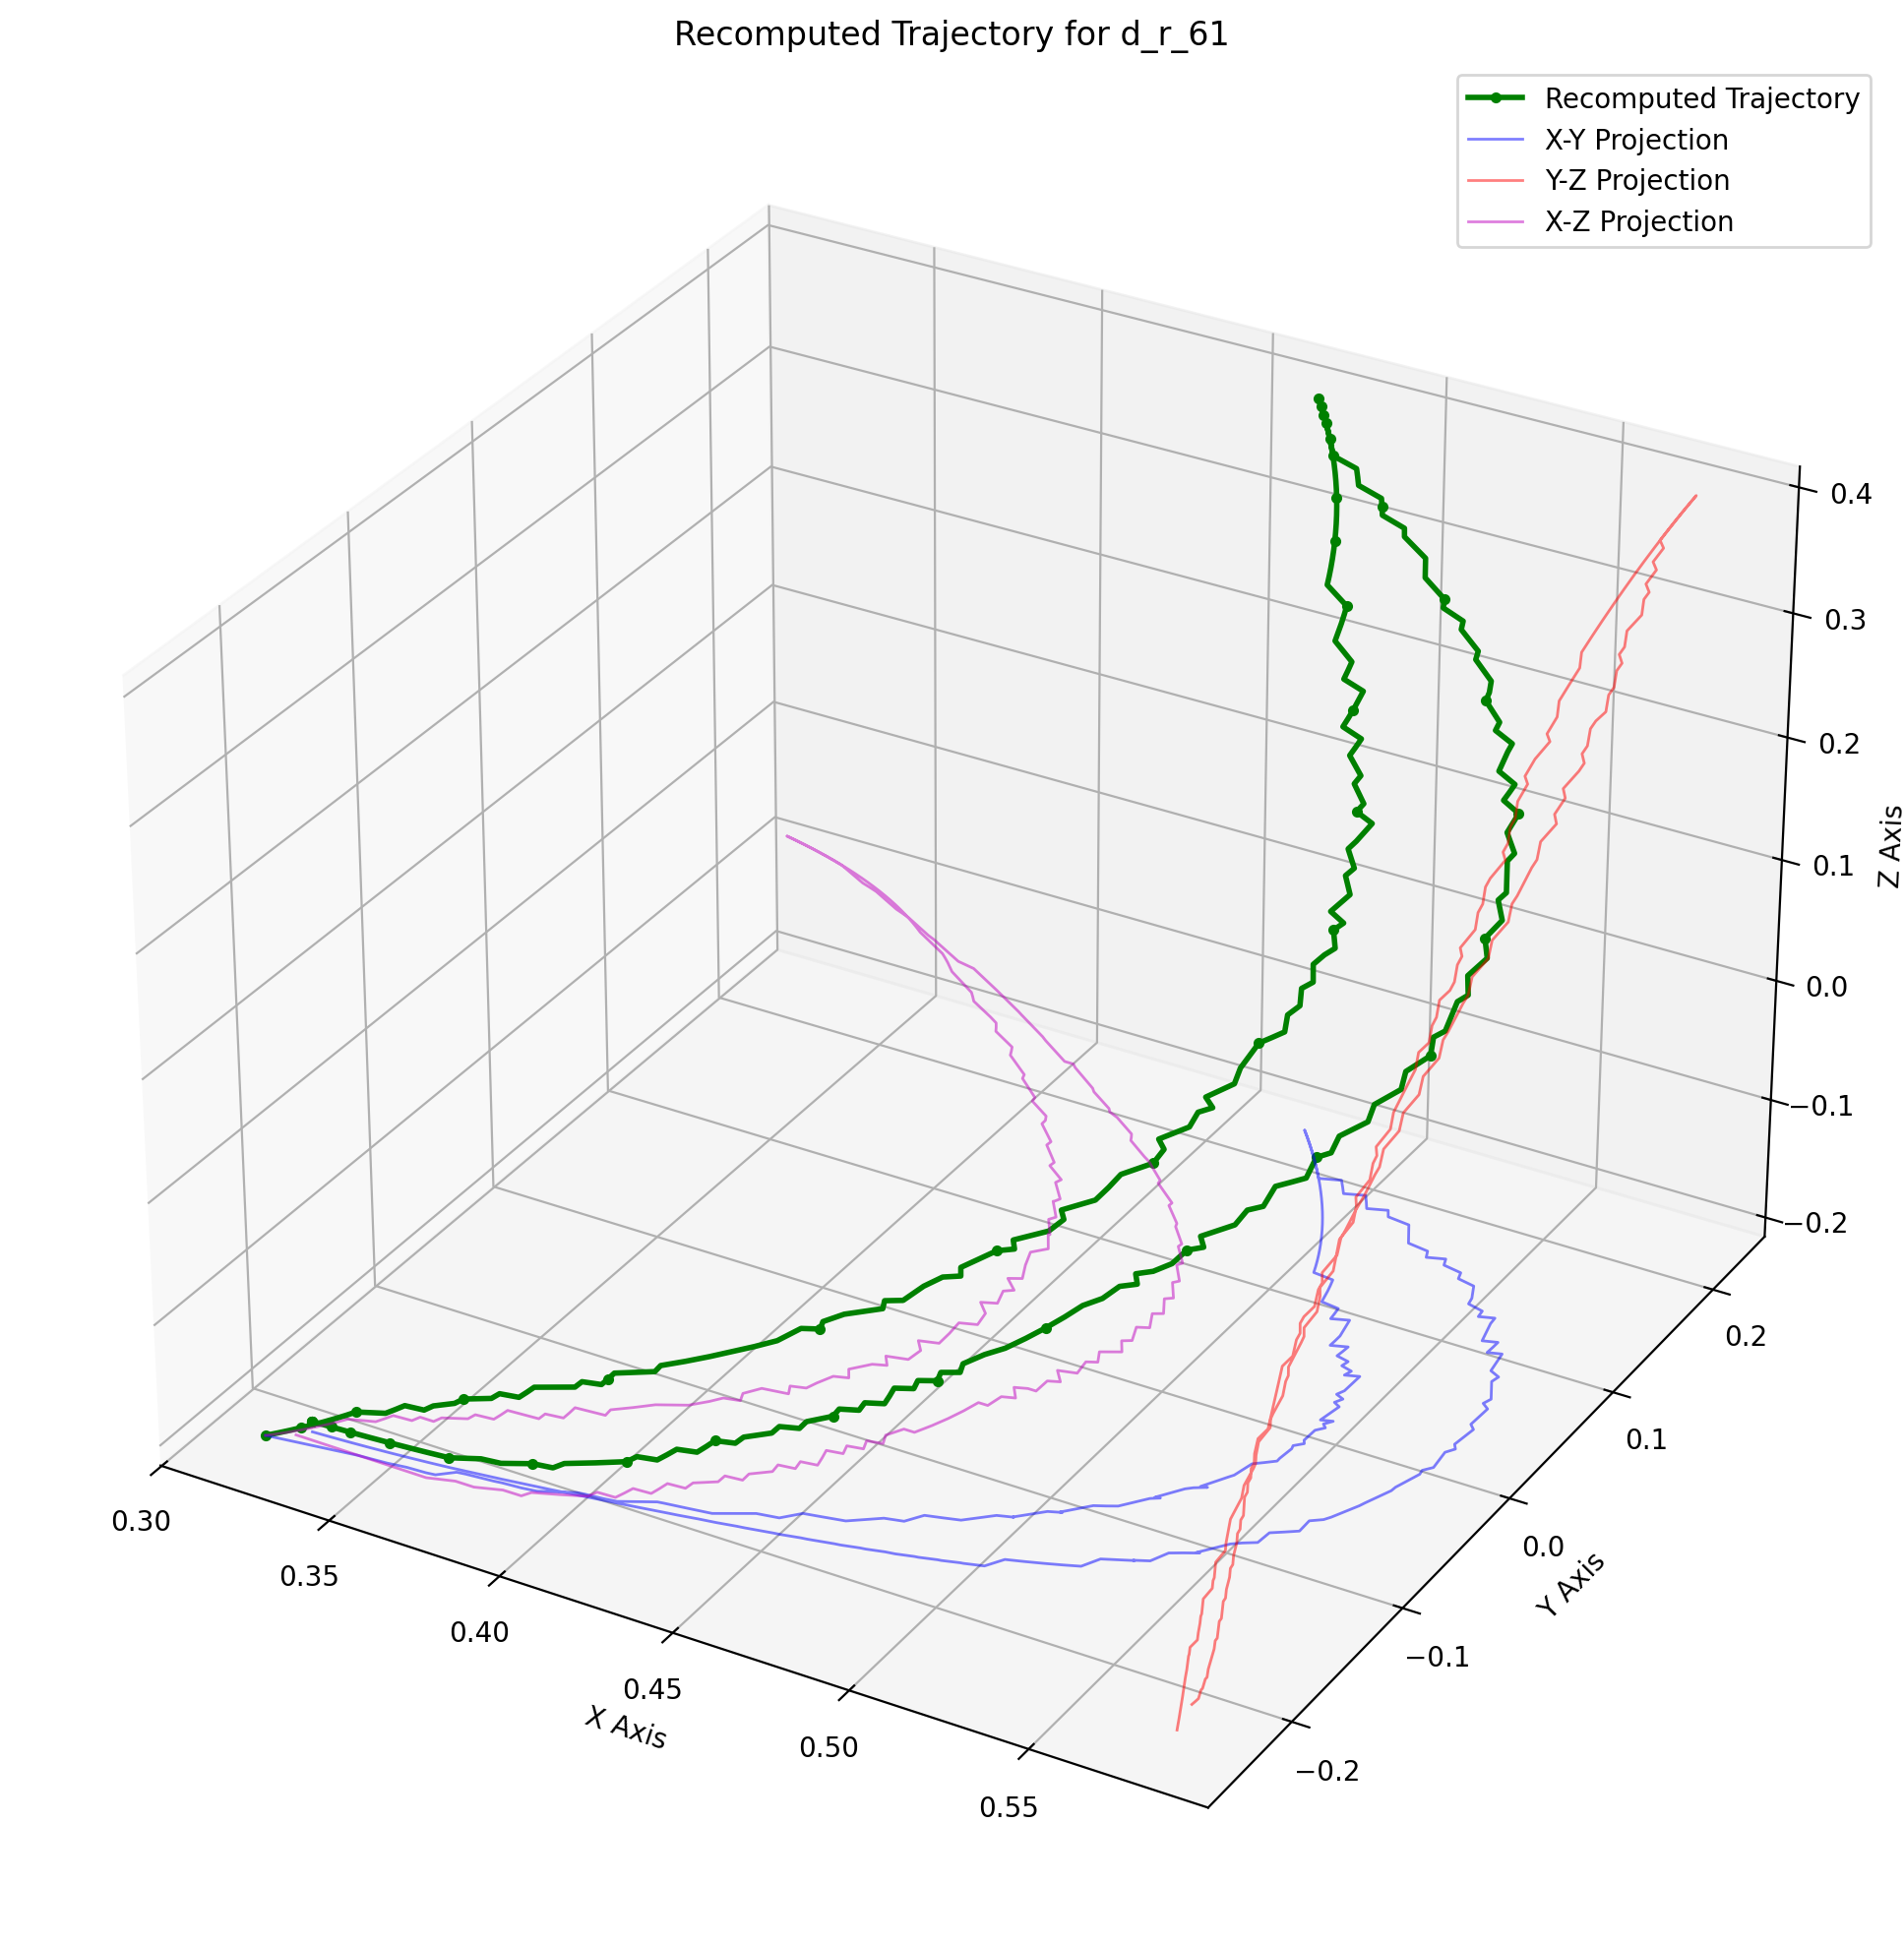 Recomputed Trajectory for d_r_61
Recomputed Trajectory
X-Y Projection
Y-Z Projection
X-Z Projection
0.4
0.3
0.2
0.1
0.0
−0.1
−0.2
Z Axis
0.2
0.1
0.0
−0.1
−0.2
Y Axis
0.30
0.35
0.40
0.45
0.50
0.55
X Axis